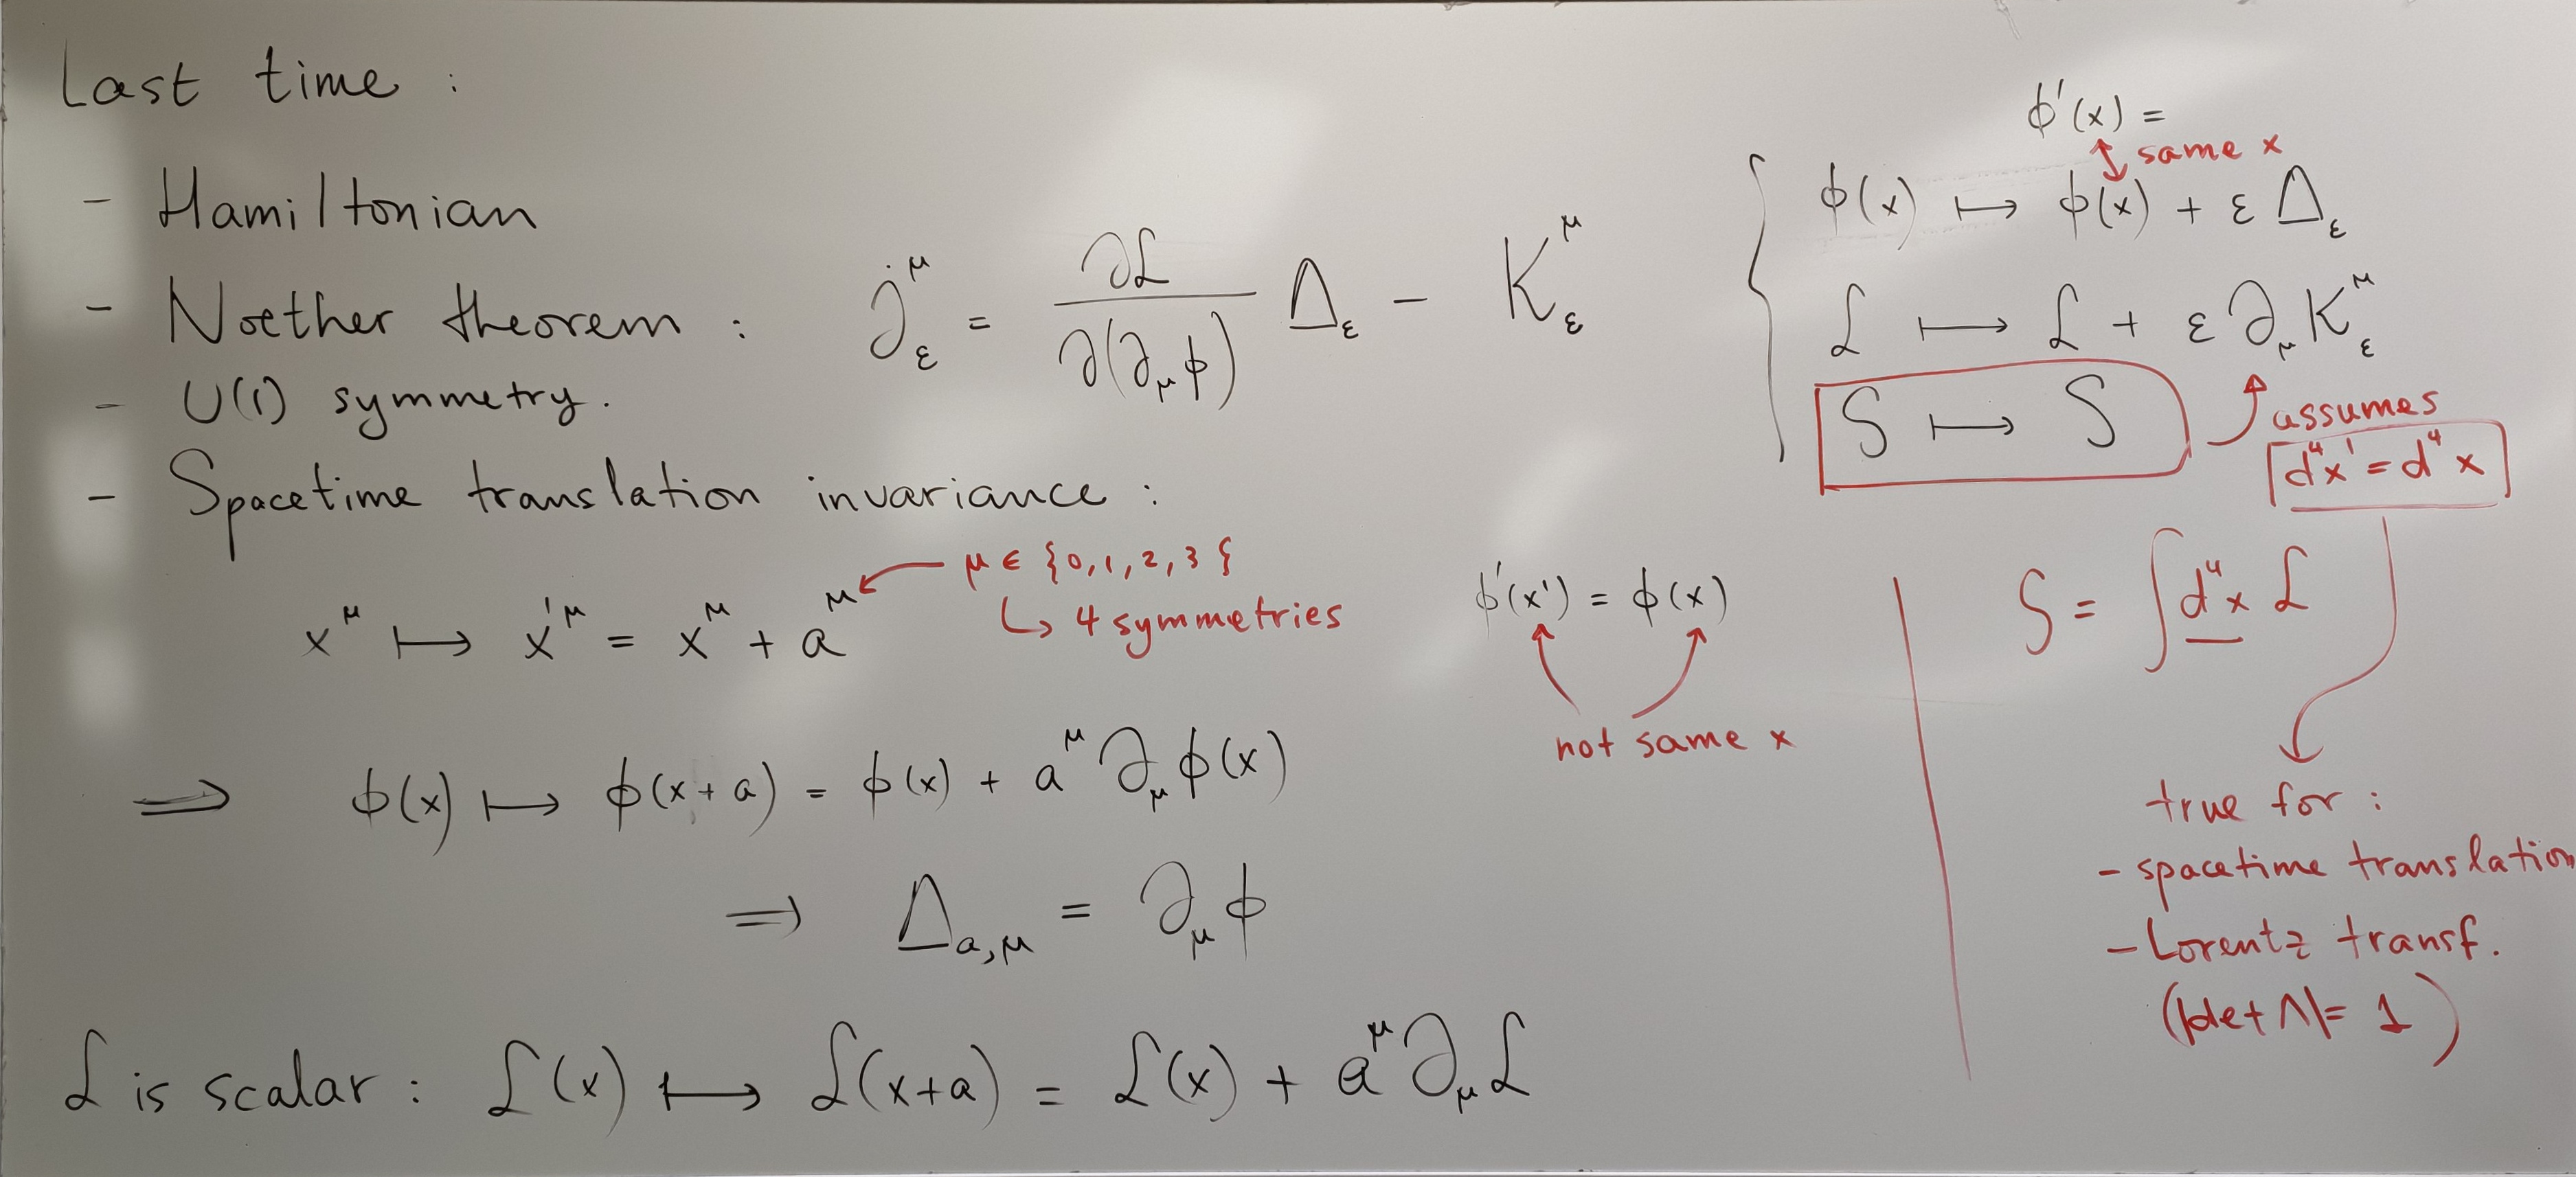 Last time :
- Hamiltonian
- Noether theorem : j^μ_ε = ∂ℒ/∂(∂_μ ϕ) Δ_ε - K^μ_ε
- U(1) symmetry.
- Spacetime translation invariance :
x^μ ↦ x'^μ = x^μ + a^μ
μ ∈ {0,1,2,3{
↳ 4 symmetries
ϕ'(x') = ϕ(x)
not same x
⟹ ϕ(x) ↦ ϕ(x+a) = ϕ(x) + a^μ ∂_μ ϕ(x)
⟹ Δ_{a,μ} = ∂_μ ϕ
ℒ is scalar : ℒ(x) ↦ ℒ(x+a) = ℒ(x) + a^μ ∂_μ ℒ
ϕ'(x) =
↕ same x
ϕ(x) ↦ ϕ(x) + ε Δ_ε
ℒ ↦ ℒ + ε ∂_μ K^μ_ε
S ↦ S
assumes
d⁴x' = d⁴x
S = ∫ d⁴x ℒ
true for :
- spacetime translation
- Lorentz transf.
(|det Λ| = 1)